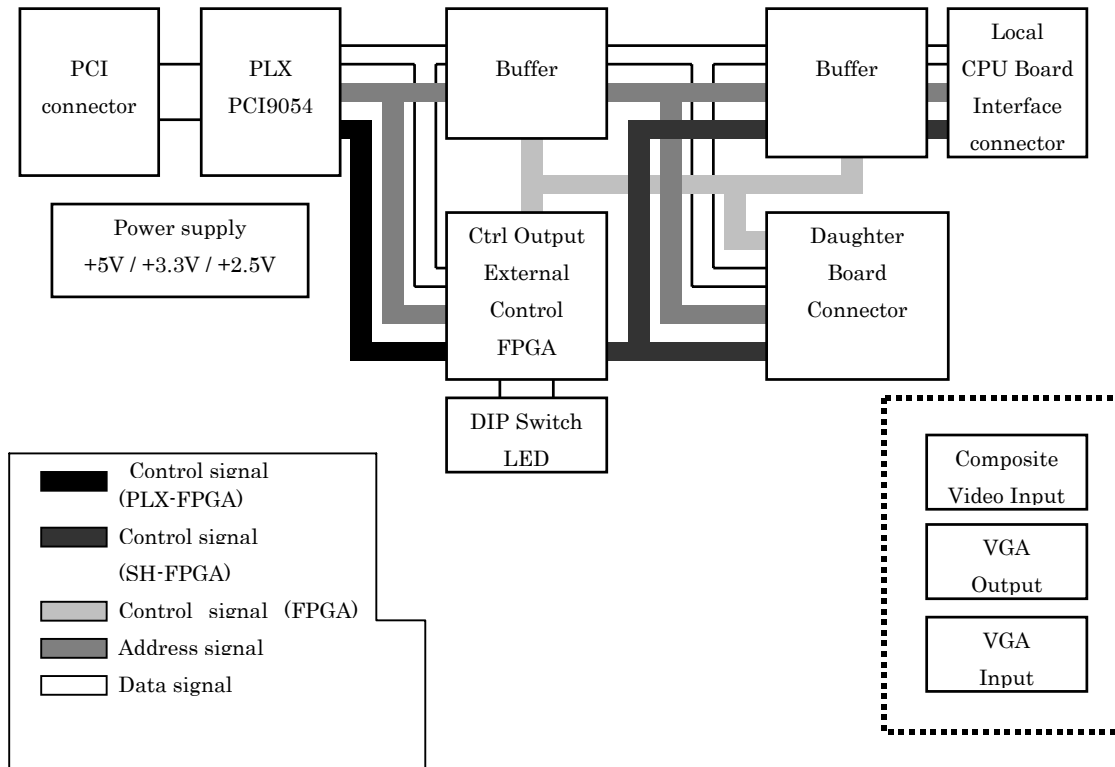 PCI
connector
PLX
PCI9054
Buffer
Buffer
Local
CPU Board
Interface
connector
Power supply
+5V / +3.3V / +2.5V
Ctrl Output
External
Control
FPGA
Daughter
Board
Connector
DIP Switch
LED
Control signal
(PLX-FPGA)
Control signal
(SH-FPGA)
Control signal (FPGA)
Address signal
Data signal
Composite
Video Input
VGA
Output
VGA
Input